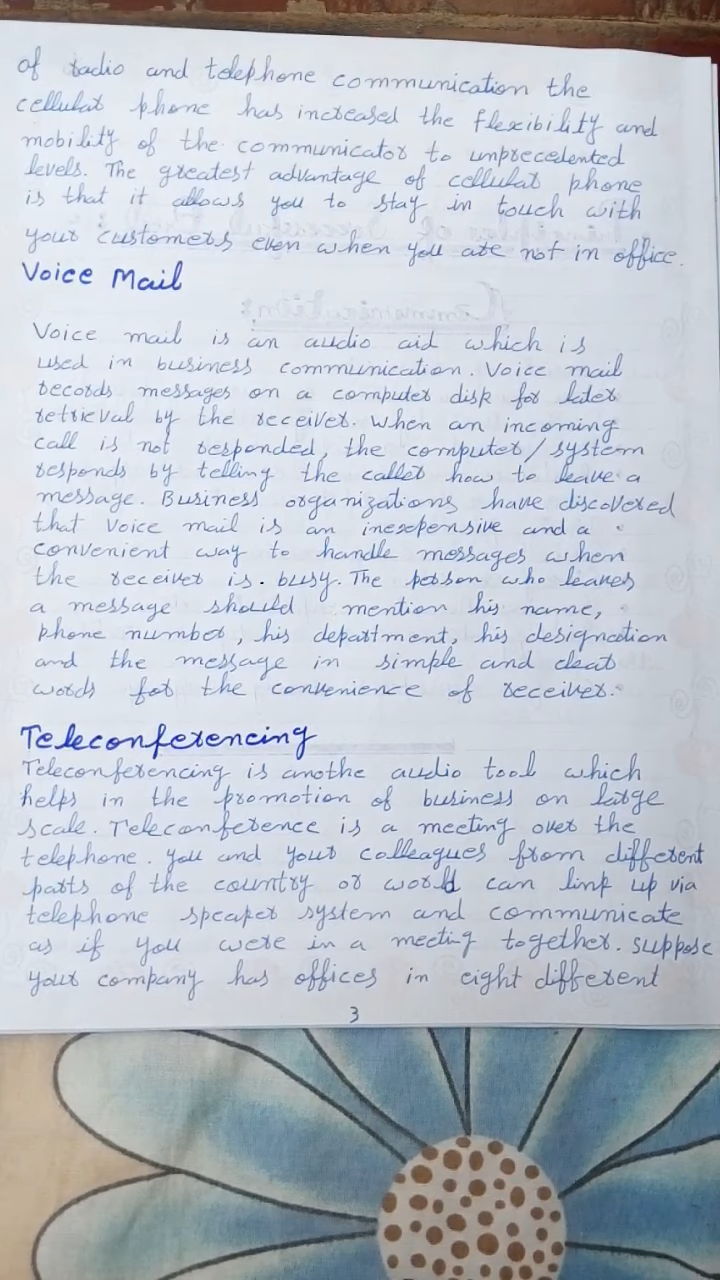 of radio and telephone communication the
cellular phone has increased the flexibility and
mobility of the communicator to unprecedented
levels. The greatest advantage of cellular phone
is that it allows you to stay in touch with
your customers even when you are not in office.
Voice Mail
Voice mail is an audio aid which is
used in business communication. Voice mail
records messages on a computer disk for later
retrieval by the receiver. When an incoming
call is not responded, the computer/system
responds by telling the caller how to leave a
message. Business organizations have discovered
that voice mail is an inexpensive and a
convenient way to handle messages when
the receiver is busy. The person who leaves
a message should mention his name,
phone number, his department, his designation
and the message in simple and clear
words for the convenience of receiver.
Teleconferencing
Teleconferencing is anothe audio tool which
helps in the promotion of business on large
scale. Teleconference is a meeting over the
telephone. you and your colleagues from different
parts of the country or world can link up via
telephone speaker system and communicate
as if you were in a meeting together. suppose
your company has offices in eight different
3